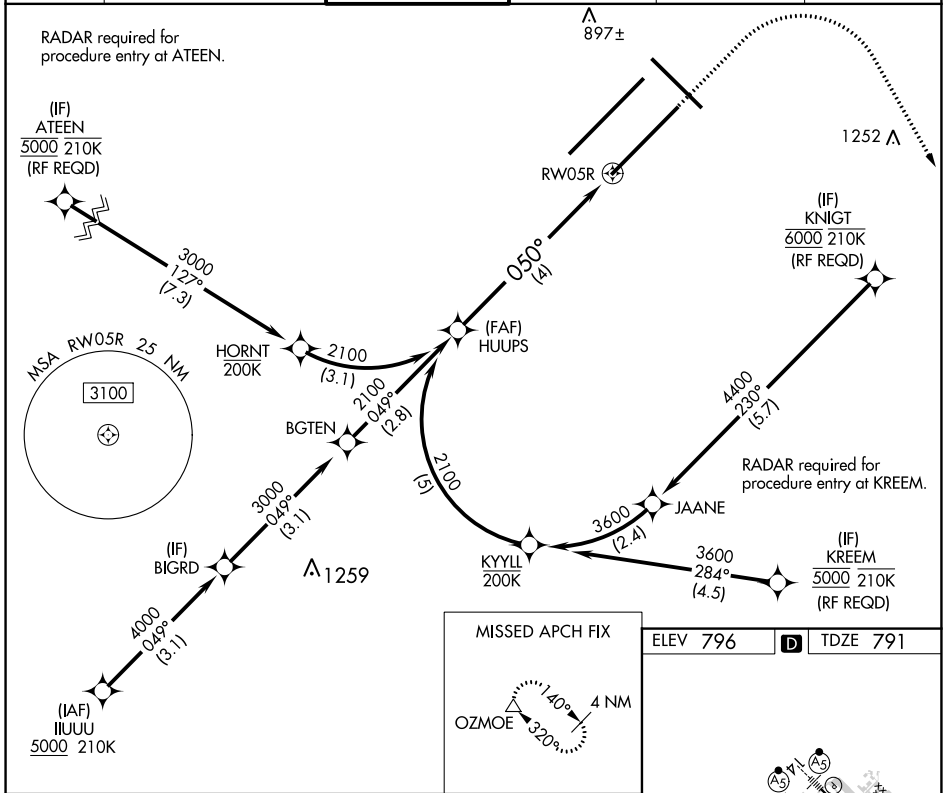 RADAR required for
procedure entry at ATEEN.
897±
(IF)
ATEEN
5000 210K
(RF REQD)
1252
RW05R
(IF)
KNIGT
6000 210K
(RF REQD)
3000
127°
(7.3)
050°
(4)
(FAF)
HUUPS
HORNT
200K
2100
(3.1)
MSA RW05R 25 NM
3100
2100
049°
(2.8)
BGTEN
4400
230°
(5.7)
RADAR required for
procedure entry at KREEM.
2100
(5)
3000
049°
(3.1)
JAANE
3600
(2.4)
KYYLL
200K
3600
284°
(4.5)
(IF)
KREEM
5000 210K
(RF REQD)
(IF)
BIGRD
1259
4000
049°
(3.1)
(IAF)
IIUUU
5000 210K
MISSED APCH FIX
140°
4 NM
OZMOE
320°
ELEV 796
D
TDZE 791
A5
A5
P